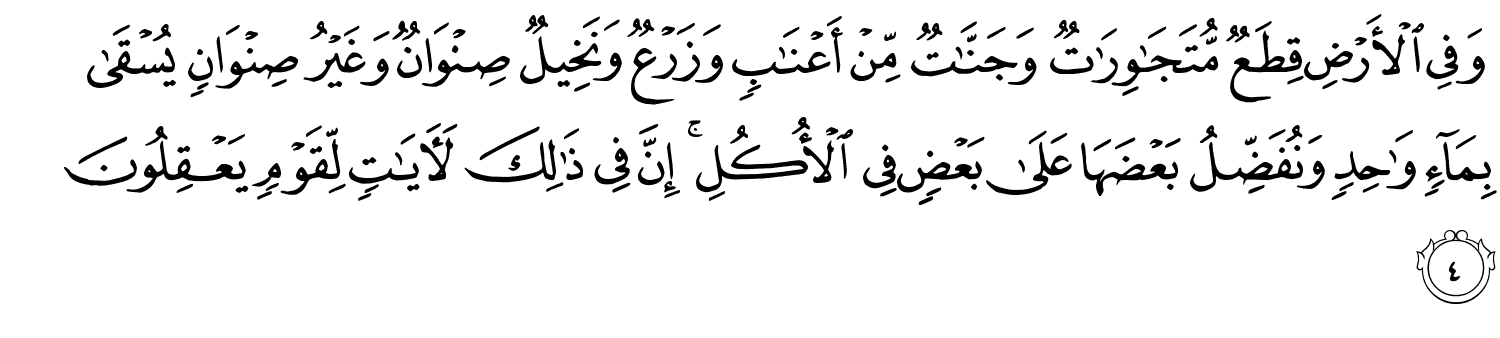 وَفِي ٱلۡأَرۡضِ قِطَعٞ مُّتَجَٰوِرَٰتٞ وَجَنَّٰتٞ مِّنۡ أَعۡنَٰبٖ وَزَرۡعٞ وَنَخِيلٞ صِنۡوَانٞ وَغَيۡرُ صِنۡوَانٖ يُسۡقَىٰ
بِمَآءٖ وَٰحِدٖ وَنُفَضِّلُ بَعۡضَهَا عَلَىٰ بَعۡضٖ فِي ٱلۡأُكُلِۚ إِنَّ فِي ذَٰلِكَ لَأٓيَٰتٖ لِّقَوۡمٖ يَعۡقِلُونَ
٤